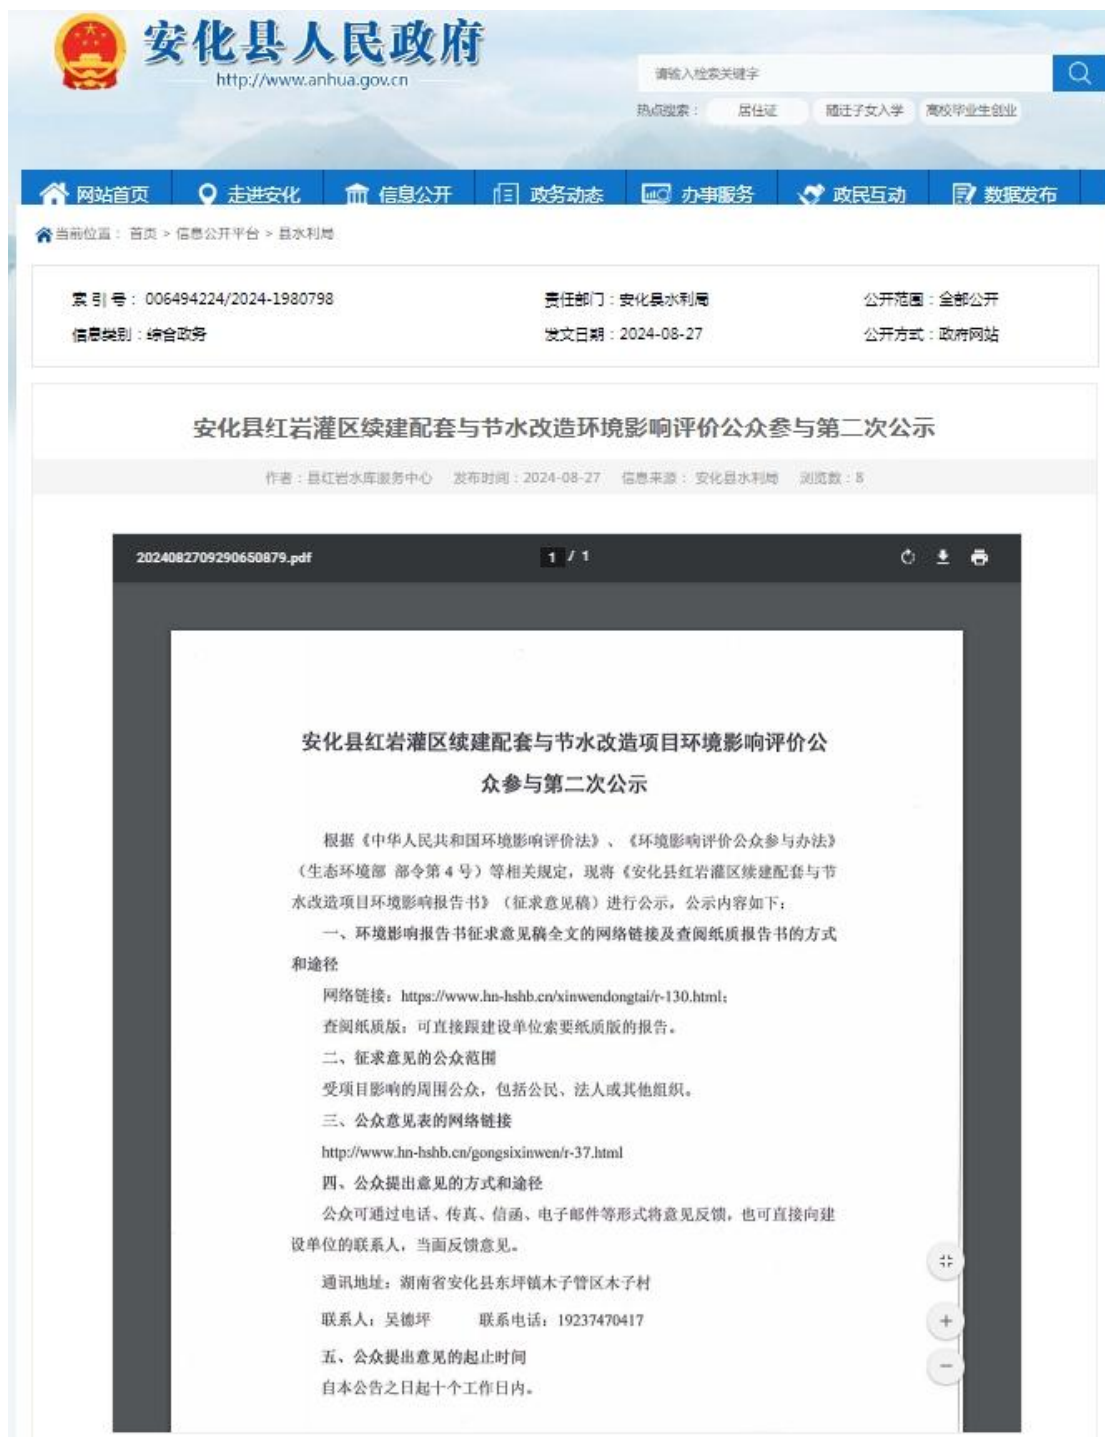 安化县人民政府
http://www.anhua.gov.cn
请输入检索关键字
热点搜索： 居住证 随迁子女入学 高校毕业生创业
网站首页 走进安化 信息公开 政务动态 办事服务 政民互动 数据发布
当前位置： 首页 > 信息公开平台 > 县水利局
索 引 号： 006494224/2024-1980798 责任部门：安化县水利局 公开范围：全部公开
信息类别：综合政务 发文日期：2024-08-27 公开方式：政府网站
安化县红岩灌区续建配套与节水改造环境影响评价公众参与第二次公示
作者：县红岩水库服务中心 发布时间：2024-08-27 信息来源： 安化县水利局 浏览数：8
2024082709290650879.pdf 1 / 1
安化县红岩灌区续建配套与节水改造项目环境影响评价公
众参与第二次公示
根据《中华人民共和国环境影响评价法》、《环境影响评价公众参与办法》
（生态环境部 部令第 4 号）等相关规定，现将《安化县红岩灌区续建配套与节
水改造项目环境影响报告书》（征求意见稿）进行公示，公示内容如下：
一、环境影响报告书征求意见稿全文的网络链接及查阅纸质报告书的方式
和途径
网络链接：https://www.hn-hshb.cn/xinwendongtai/r-130.html;
查阅纸质版：可直接跟建设单位索要纸质版的报告。
二、征求意见的公众范围
受项目影响的周围公众，包括公民、法人或其他组织。
三、公众意见表的网络链接
http://www.hn-hshb.cn/gongsixinwen/r-37.html
四、公众提出意见的方式和途径
公众可通过电话、传真、信函、电子邮件等形式将意见反馈，也可直接向建
设单位的联系人，当面反馈意见。
通讯地址：湖南省安化县东坪镇木子管区木子村
联系人：吴德坪 联系电话：19237470417
五、公众提出意见的起止时间
自本公告之日起十个工作日内。